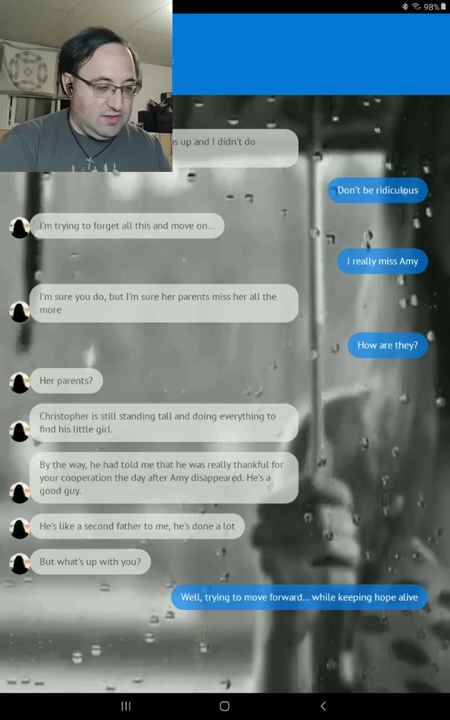 98%
up and I didn't do
Don't be ridiculous
I'm trying to forget all this and move on...
I really miss Amy
I'm sure you do, but I'm sure her parents miss her all the
more
How are they?
Her parents?
Christopher is still standing tall and doing everything to
find his little girl.
By the way, he had told me that he was really thankful for
your cooperation the day after Amy disappeared. He's a
good guy.
He's like a second father to me, he's done a lot
But what's up with you?
Well, trying to move forward... while keeping hope alive